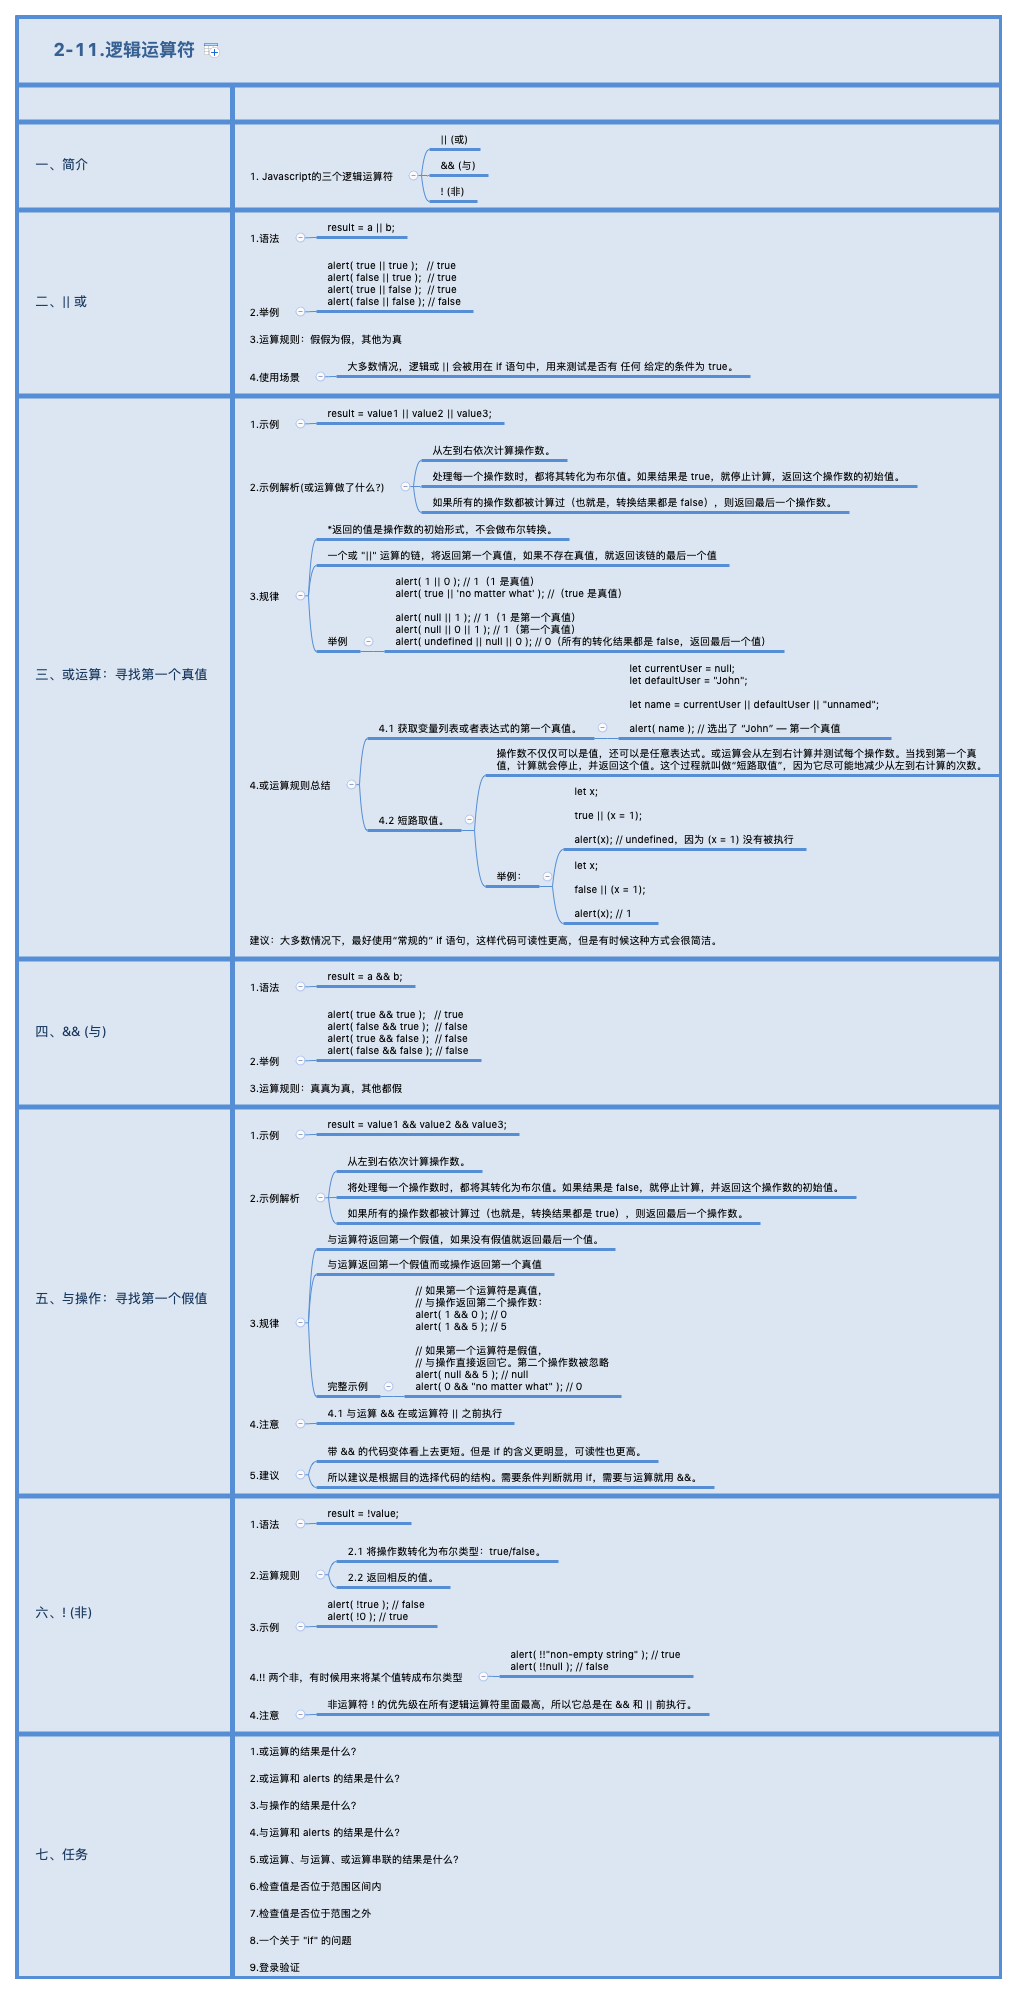 2-11.逻辑运算符
一、简介
1. Javascript的三个逻辑运算符
|| (或)
&& (与)
! (非)
二、|| 或
1.语法
result = a || b;
2.举例
alert( true || true );   // true
alert( false || true );  // true
alert( true || false );  // true
alert( false || false ); // false
3.运算规则：假假为假，其他为真
4.使用场景
大多数情况，逻辑或 || 会被用在 if 语句中，用来测试是否有 任何 给定的条件为 true。
三、或运算：寻找第一个真值
1.示例
result = value1 || value2 || value3;
2.示例解析(或运算做了什么?)
从左到右依次计算操作数。
处理每一个操作数时，都将其转化为布尔值。如果结果是 true，就停止计算，返回这个操作数的初始值。
如果所有的操作数都被计算过（也就是，转换结果都是 false），则返回最后一个操作数。
3.规律
*返回的值是操作数的初始形式，不会做布尔转换。
一个或 "||" 运算的链，将返回第一个真值，如果不存在真值，就返回该链的最后一个值
举例
alert( 1 || 0 ); // 1（1 是真值）
alert( true || 'no matter what' ); //（true 是真值）
alert( null || 1 ); // 1（1 是第一个真值）
alert( null || 0 || 1 ); // 1（第一个真值）
alert( undefined || null || 0 ); // 0（所有的转化结果都是 false，返回最后一个值）
4.或运算规则总结
4.1 获取变量列表或者表达式的第一个真值。
let currentUser = null;
let defaultUser = "John";
let name = currentUser || defaultUser || "unnamed";
alert( name ); // 选出了 “John” — 第一个真值
4.2 短路取值。
操作数不仅仅可以是值，还可以是任意表达式。或运算会从左到右计算并测试每个操作数。当找到第一个真
值，计算就会停止，并返回这个值。这个过程就叫做“短路取值”，因为它尽可能地减少从左到右计算的次数。
举例：
let x;
true || (x = 1);
alert(x); // undefined，因为 (x = 1) 没有被执行
let x;
false || (x = 1);
alert(x); // 1
建议：大多数情况下，最好使用“常规的” if 语句，这样代码可读性更高，但是有时候这种方式会很简洁。
四、&& (与)
1.语法
result = a && b;
2.举例
alert( true && true );   // true
alert( false && true );  // false
alert( true && false );  // false
alert( false && false ); // false
3.运算规则：真真为真，其他都假
五、与操作：寻找第一个假值
1.示例
result = value1 && value2 && value3;
2.示例解析
从左到右依次计算操作数。
将处理每一个操作数时，都将其转化为布尔值。如果结果是 false，就停止计算，并返回这个操作数的初始值。
如果所有的操作数都被计算过（也就是，转换结果都是 true），则返回最后一个操作数。
3.规律
与运算符返回第一个假值，如果没有假值就返回最后一个值。
与运算返回第一个假值而或操作返回第一个真值
完整示例
// 如果第一个运算符是真值，
// 与操作返回第二个操作数：
alert( 1 && 0 ); // 0
alert( 1 && 5 ); // 5
// 如果第一个运算符是假值，
// 与操作直接返回它。第二个操作数被忽略
alert( null && 5 ); // null
alert( 0 && "no matter what" ); // 0
4.注意
4.1 与运算 && 在或运算符 || 之前执行
5.建议
带 && 的代码变体看上去更短。但是 if 的含义更明显，可读性也更高。
所以建议是根据目的选择代码的结构。需要条件判断就用 if，需要与运算就用 &&。
六、! (非)
1.语法
result = !value;
2.运算规则
2.1 将操作数转化为布尔类型：true/false。
2.2 返回相反的值。
3.示例
alert( !true ); // false
alert( !0 ); // true
4.!! 两个非，有时候用来将某个值转成布尔类型
alert( !!"non-empty string" ); // true
alert( !!null ); // false
4.注意
非运算符 ! 的优先级在所有逻辑运算符里面最高，所以它总是在 && 和 || 前执行。
七、任务
1.或运算的结果是什么?
2.或运算和 alerts 的结果是什么?
3.与操作的结果是什么?
4.与运算和 alerts 的结果是什么?
5.或运算、与运算、或运算串联的结果是什么?
6.检查值是否位于范围区间内
7.检查值是否位于范围之外
8.一个关于 "if" 的问题
9.登录验证